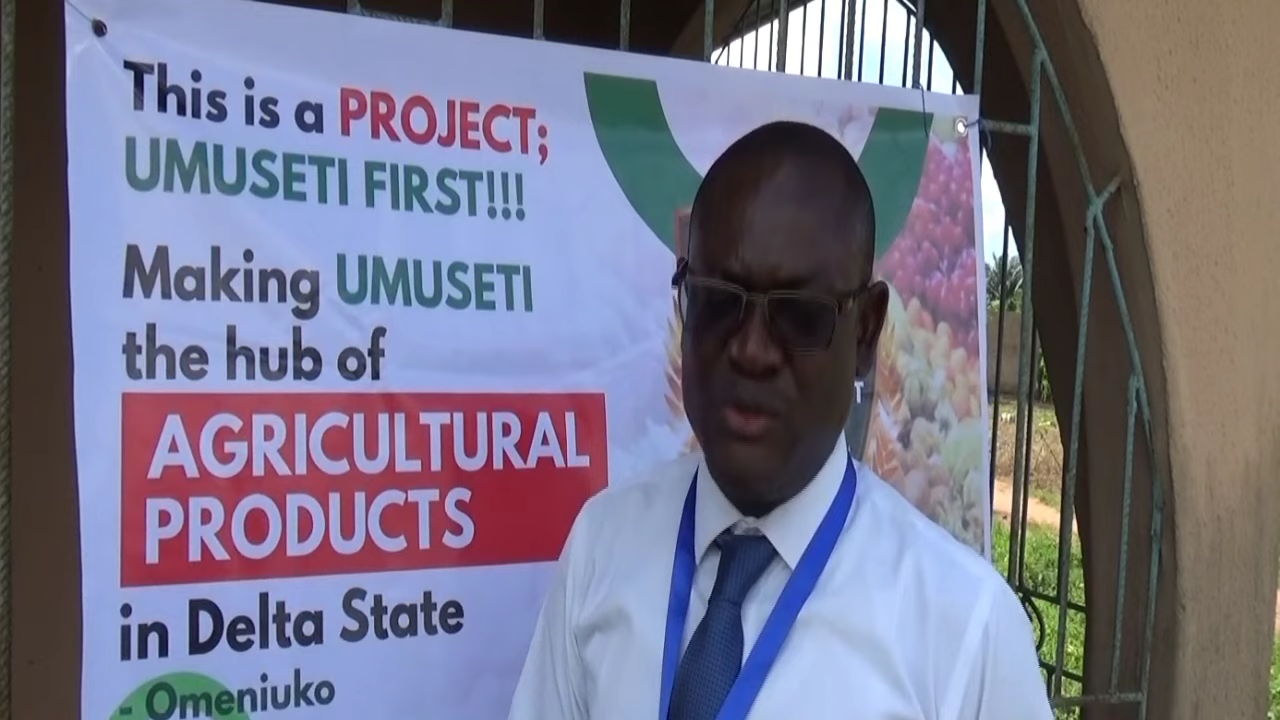 This is a PROJECT;
UMUSETI FIRST!!!
Making UMUSETI
the hub of
AGRICULTURAL
PRODUCTS
in Delta State
- Omeniuko
T